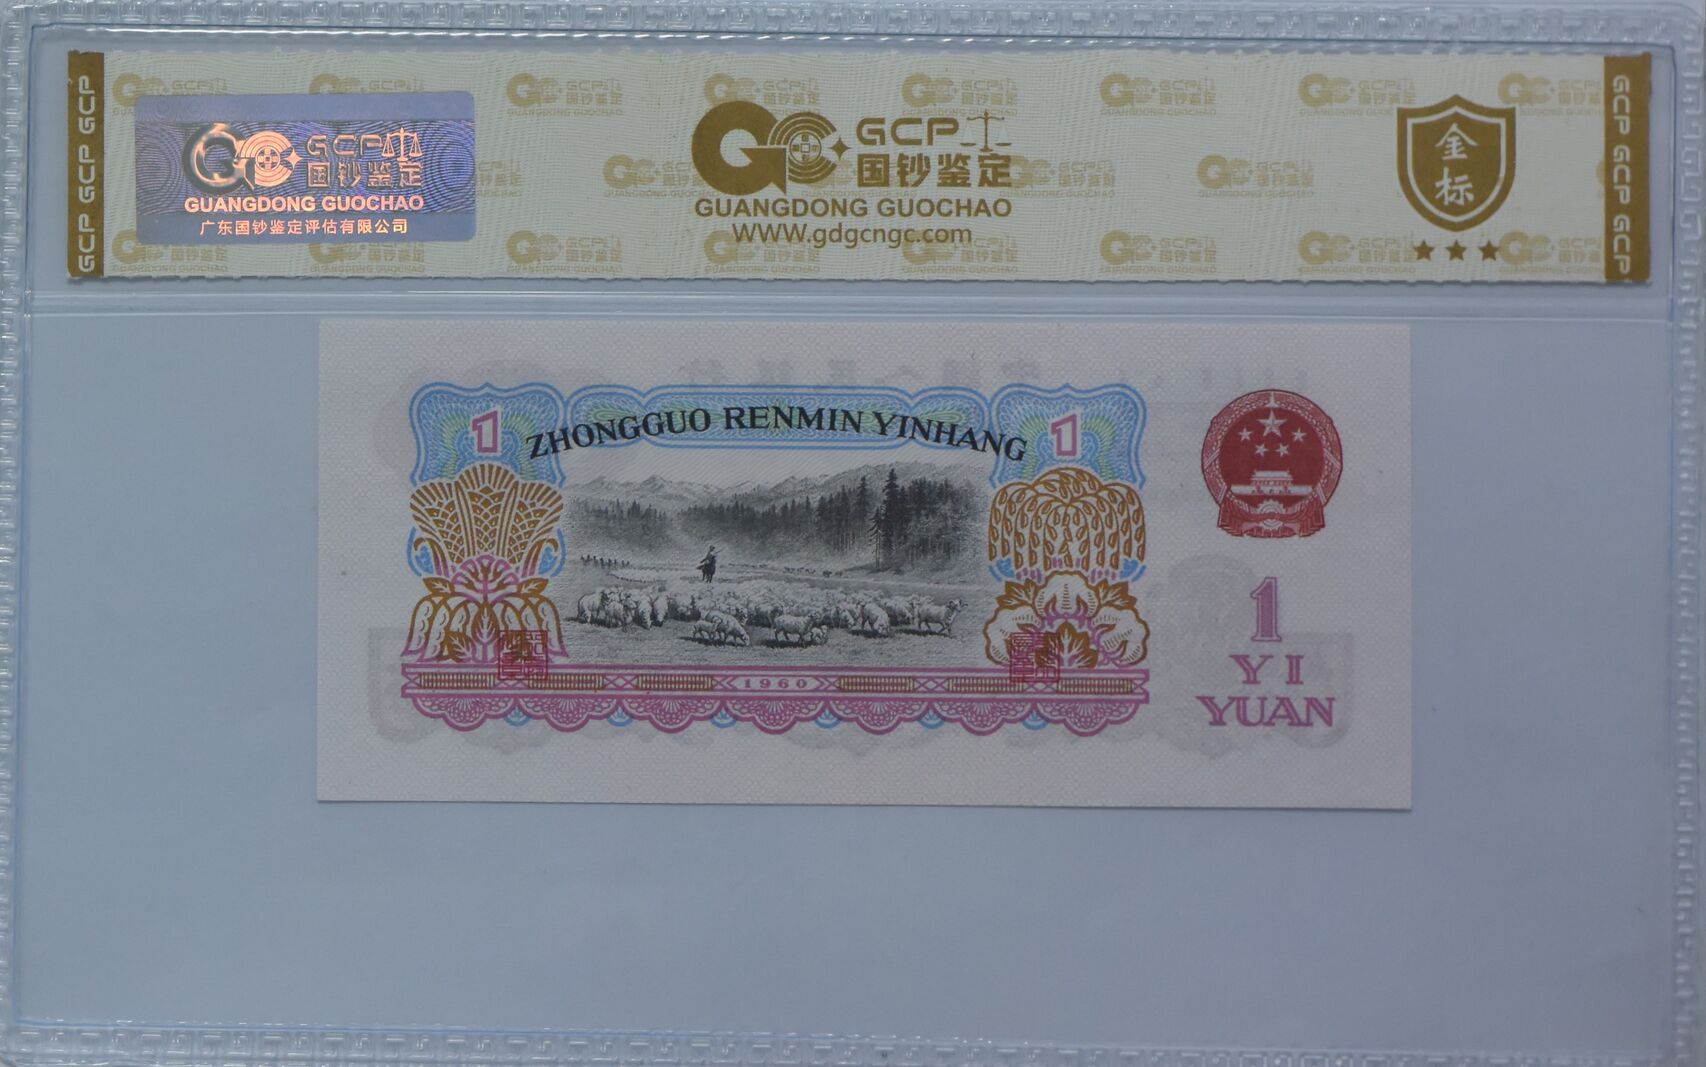 GCP GCP GCP
GCP
国钞鉴定
GUANGDONG GUOCHAO
广东国钞鉴定评估有限公司
GCP
国钞鉴定
GUANGDONG GUOCHAO
WWW.gdgcngc.com
金
标
GCP GCP GCP
1
ZHONGGUO RENMIN YINHANG
1
1960
1
YI
YUAN